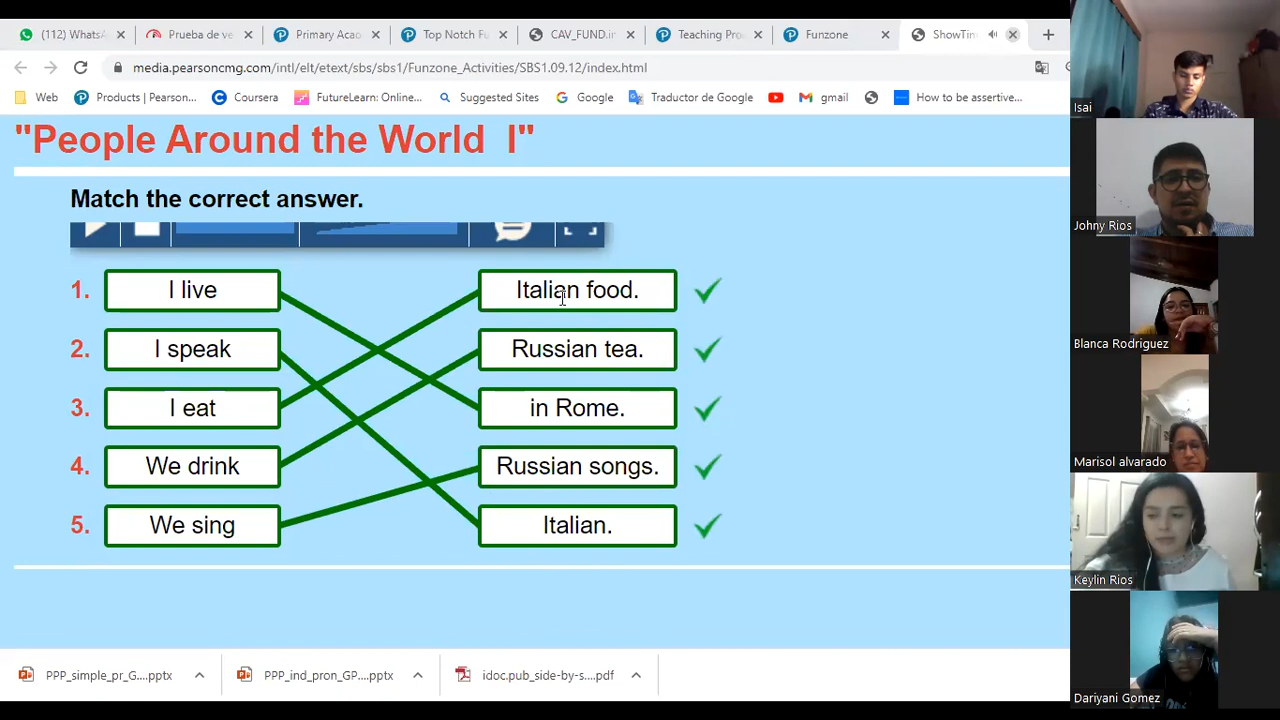 (112) WhatsA
Prueba de ve
Primary Acao
Top Notch Fu
CAV_FUND.in
Teaching Pro
Funzone
ShowTim
media.pearsoncmg.com/intl/elt/etext/sbs/sbs1/Funzone_Activities/SBS1.09.12/index.html
Web
Products | Pearson...
Coursera
FutureLearn: Online...
Suggested Sites
Google
Traductor de Google
gmail
How to be assertive...
"People Around the World I"
Match the correct answer.
1. I live Italian food.
2. I speak Russian tea.
3. I eat in Rome.
4. We drink Russian songs.
5. We sing Italian.
PPP_simple_pr_G....pptx
PPP_ind_pron_GP....pptx
idoc.pub_side-by-s....pdf
Isai
Johny Rios
Blanca Rodriguez
Marisol alvarado
Keylin Rios
Dariyani Gomez